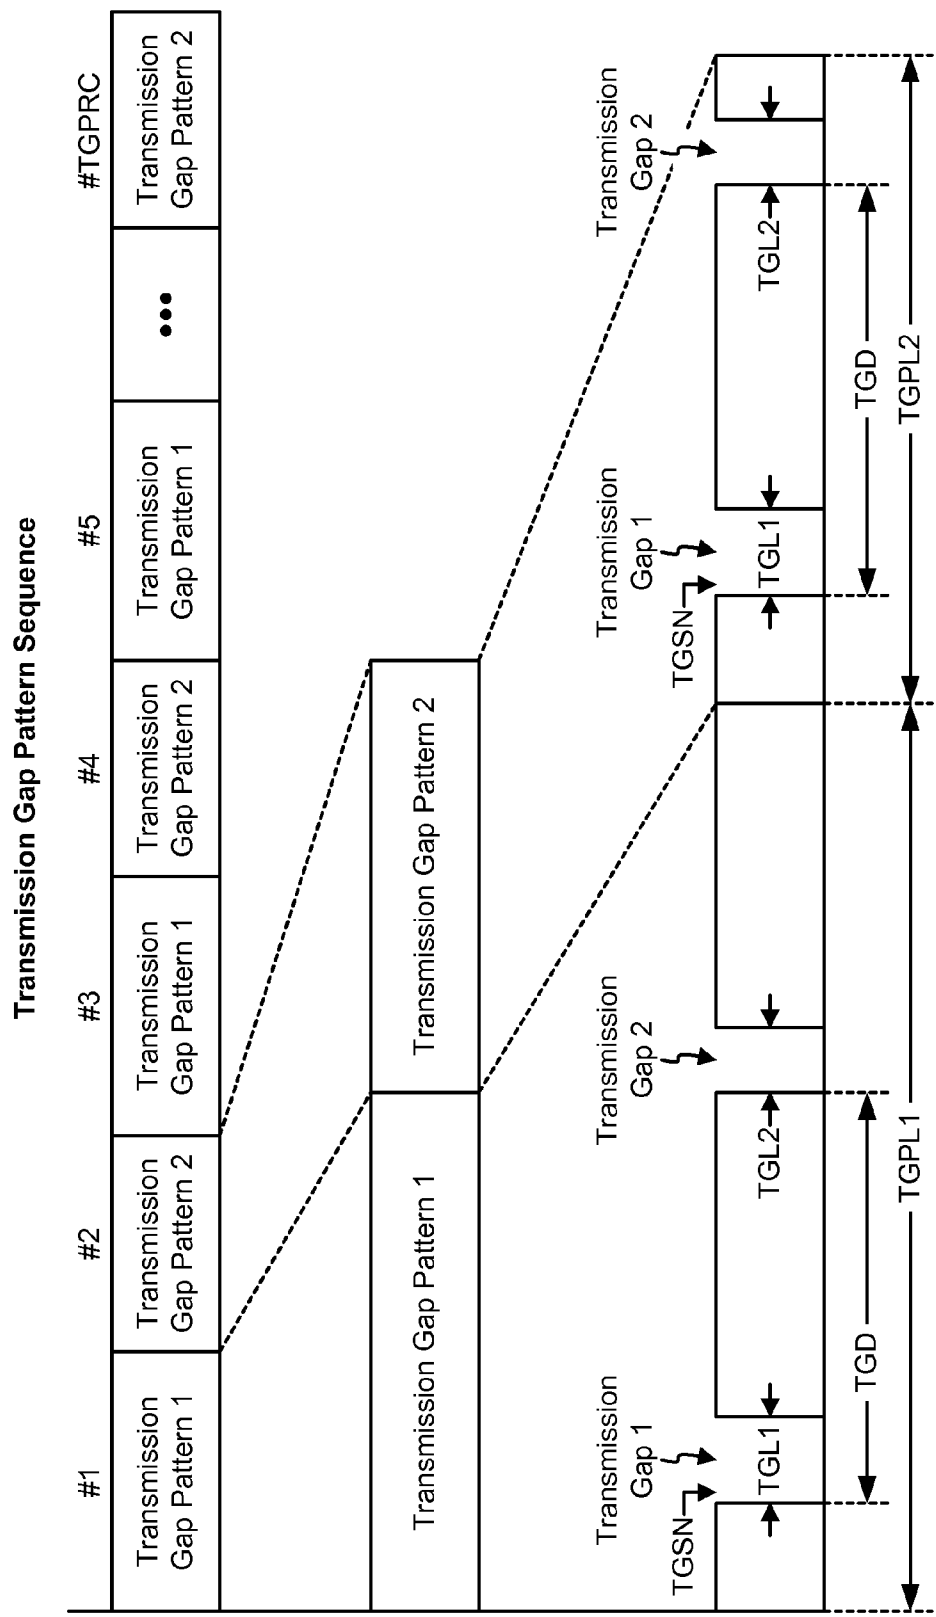 Transmission Gap Pattern Sequence
#1
#2
#3
#4
#5
#TGPRC
Transmission
Gap Pattern 1
Transmission
Gap Pattern 2
Transmission
Gap Pattern 1
Transmission
Gap Pattern 2
Transmission
Gap Pattern 1
•••
Transmission
Gap Pattern 2
Transmission Gap Pattern 1
Transmission Gap Pattern 2
Transmission
Gap 1
Transmission
Gap 2
Transmission
Gap 1
Transmission
Gap 2
TGSN
TGSN
TGL1
TGL2
TGL1
TGL2
TGD
TGD
TGPL1
TGPL2